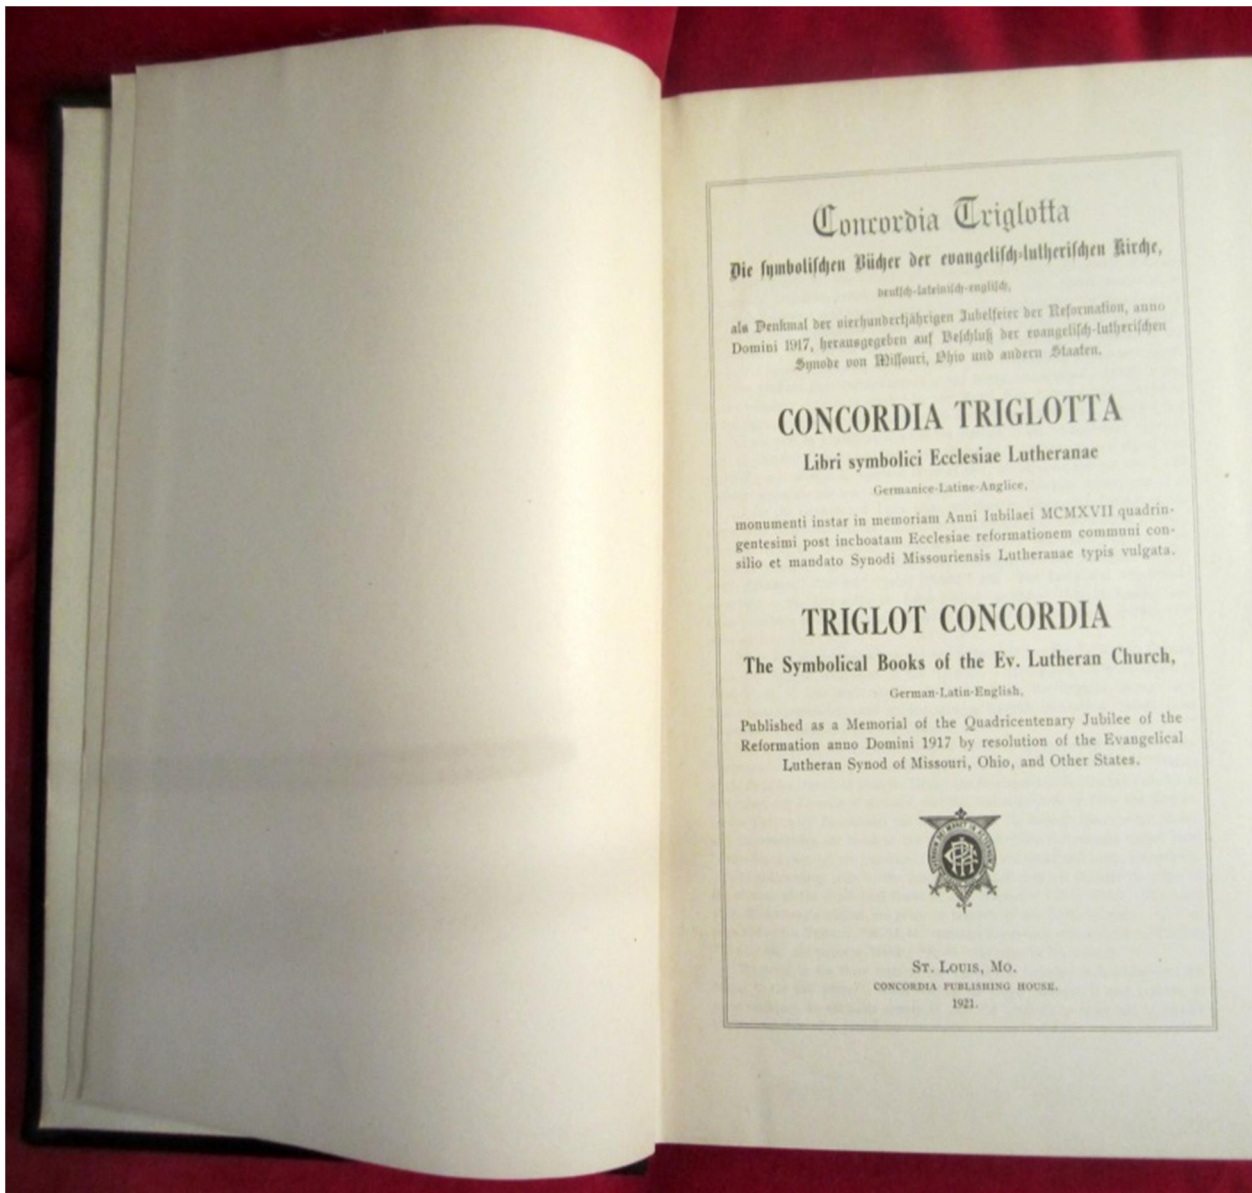 Concordia Triglotta
Die symbolischen Bücher der evangelisch-lutherischen Kirche,
deutsch-lateinisch-englisch,
als Denkmal der vierhundertjährigen Jubelfeier der Reformation, anno
Domini 1917, herausgegeben auf Beschluß der evangelisch-lutherischen
Synode von Missouri, Ohio und andern Staaten.
CONCORDIA TRIGLOTTA
Libri symbolici Ecclesiae Lutheranae
Germanice-Latine-Anglice,
monumenti instar in memoriam Anni Iubilaei MCMXVII quadrin-
gentesimi post inchoatam Ecclesiae reformationem communi con-
silio et mandato Synodi Missouriensis Lutheranae typis vulgata.
TRIGLOT CONCORDIA
The Symbolical Books of the Ev. Lutheran Church,
German-Latin-English.
Published as a Memorial of the Quadricentenary Jubilee of the
Reformation anno Domini 1917 by resolution of the Evangelical
Lutheran Synod of Missouri, Ohio, and Other States.
ST. LOUIS, MO.
CONCORDIA PUBLISHING HOUSE.
1921.